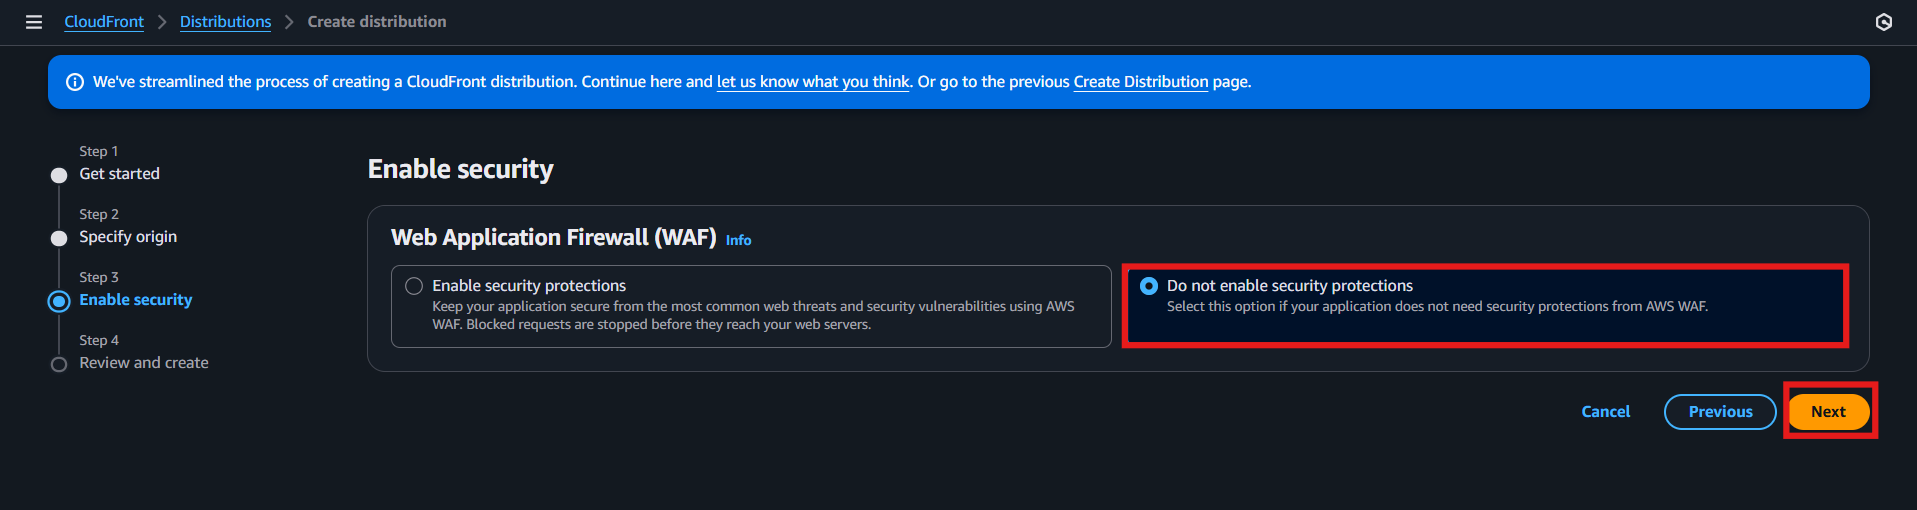 CloudFront > Distributions > Create distribution
We've streamlined the process of creating a CloudFront distribution. Continue here and let us know what you think. Or go to the previous Create Distribution page.
Step 1
Get started
Step 2
Specify origin
Step 3
Enable security
Step 4
Review and create
Enable security
Web Application Firewall (WAF) Info
Enable security protections
Keep your application secure from the most common web threats and security vulnerabilities using AWS
WAF. Blocked requests are stopped before they reach your web servers.
Do not enable security protections
Select this option if your application does not need security protections from AWS WAF.
Cancel Previous Next